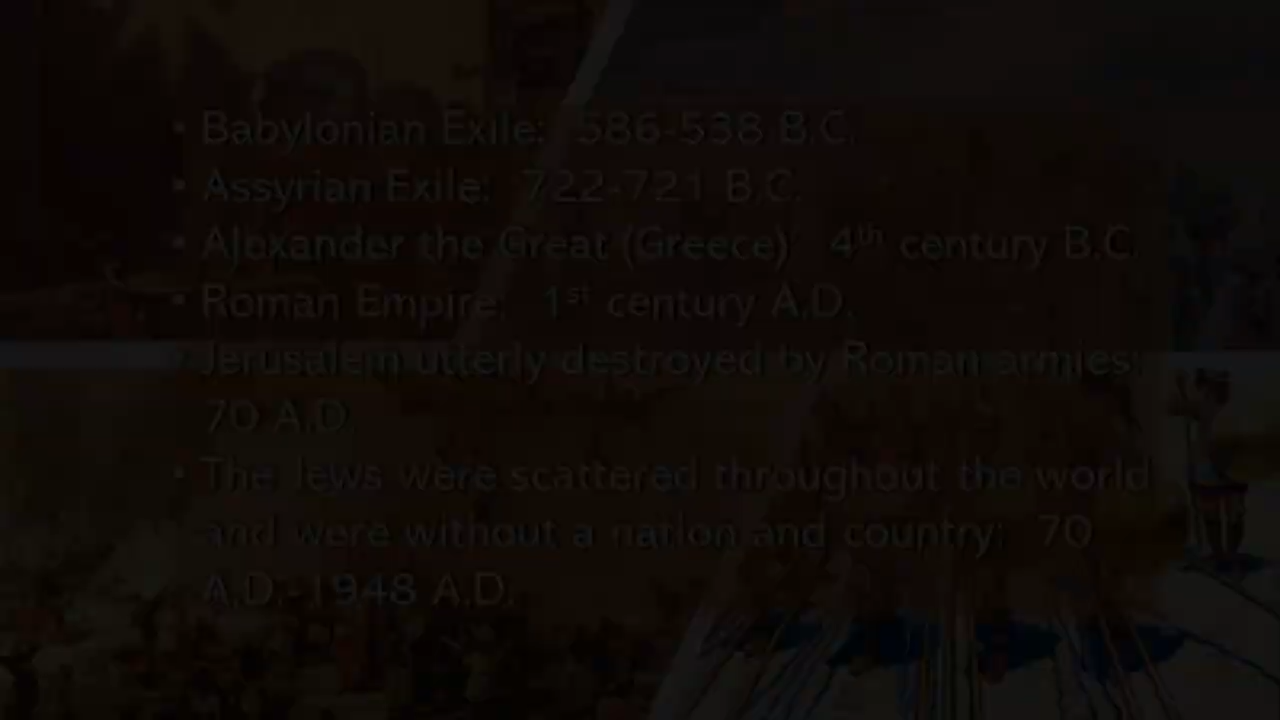 • Babylonian Exile: 586-538 B.C.
• Assyrian Exile: 722-721 B.C.
• Alexander the Great (Greece) 4th century B.C.
• Roman Empire: 1st century A.D.
• Jerusalem utterly destroyed by Roman armies:
70 A.D.
• The Jews were scattered throughout the world
and were without a nation and country: 70
A.D.-1948 A.D.